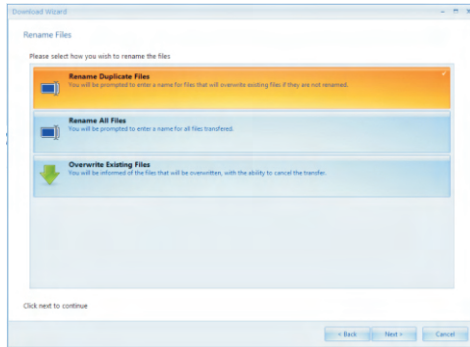 Download Wizard
Rename Files
Please select how you wish to rename the files
Rename Duplicate Files
You will be prompted to enter a name for files that will overwrite existing files if they are not renamed.
Rename All Files
You will be prompted to enter a name for all files transferred.
Overwrite Existing Files
You will be informed of the files that will be overwritten, with the ability to cancel the transfer.
Click next to continue
< Back
Next >
Cancel